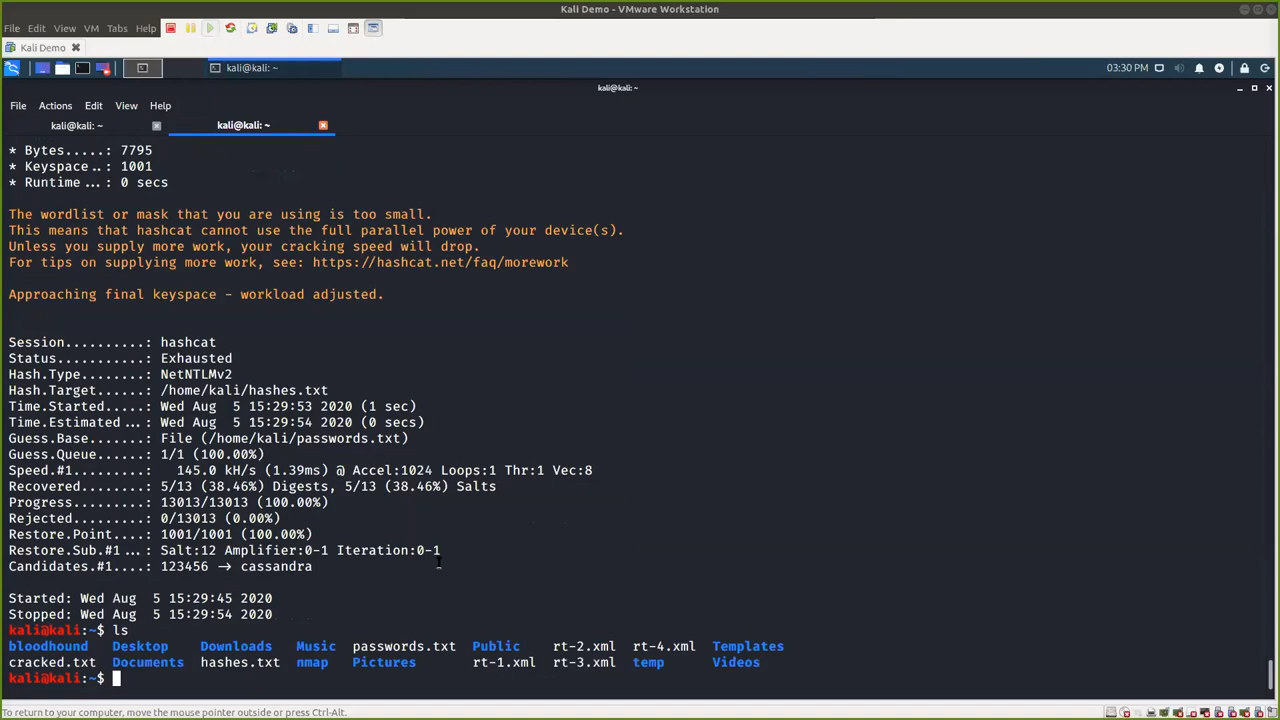 Kali Demo - VMware Workstation
File Edit View VM Tabs Help
Kali Demo
kali@kali: ~
03:30 PM
kali@kali: ~
File Actions Edit View Help
kali@kali: ~ kali@kali: ~
* Bytes.....: 7795
* Keyspace..: 1001
* Runtime...: 0 secs
The wordlist or mask that you are using is too small.
This means that hashcat cannot use the full parallel power of your device(s).
Unless you supply more work, your cracking speed will drop.
For tips on supplying more work, see: https://hashcat.net/faq/morework
Approaching final keyspace - workload adjusted.
Session..........: hashcat
Status...........: Exhausted
Hash.Type........: NetNTLMv2
Hash.Target......: /home/kali/hashes.txt
Time.Started.....: Wed Aug  5 15:29:53 2020 (1 sec)
Time.Estimated...: Wed Aug  5 15:29:54 2020 (0 secs)
Guess.Base.......: File (/home/kali/passwords.txt)
Guess.Queue......: 1/1 (100.00%)
Speed.#1.........:   145.0 kH/s (1.39ms) @ Accel:1024 Loops:1 Thr:1 Vec:8
Recovered........: 5/13 (38.46%) Digests, 5/13 (38.46%) Salts
Progress.........: 13013/13013 (100.00%)
Rejected.........: 0/13013 (0.00%)
Restore.Point....: 1001/1001 (100.00%)
Restore.Sub.#1...: Salt:12 Amplifier:0-1 Iteration:0-1
Candidates.#1....: 123456 -> cassandra
Started: Wed Aug  5 15:29:45 2020
Stopped: Wed Aug  5 15:29:54 2020
kali@kali:~$ ls
bloodhound Desktop Downloads Music passwords.txt Public rt-2.xml rt-4.xml Templates
cracked.txt Documents hashes.txt nmap Pictures rt-1.xml rt-3.xml temp Videos
kali@kali:~$
To return to your computer, move the mouse pointer outside or press Ctrl-Alt.